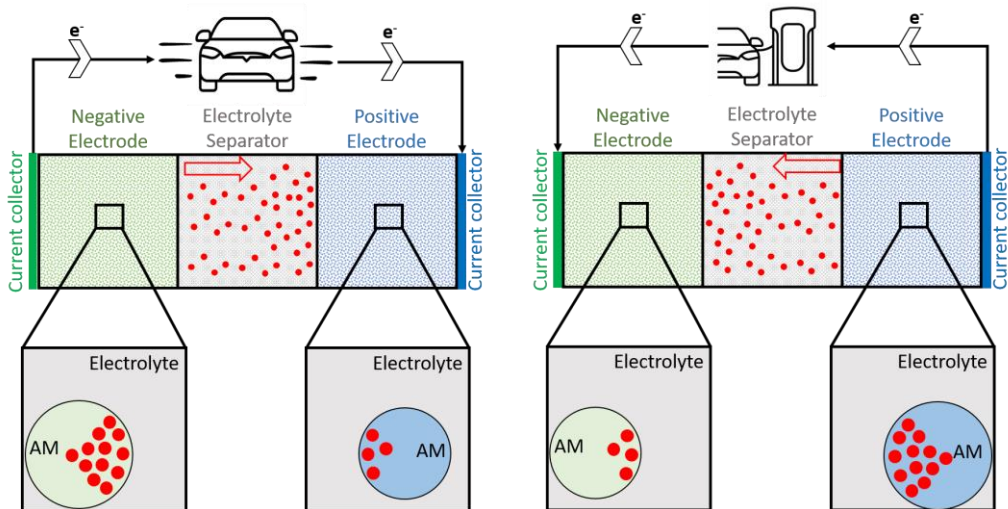 e-
e-
Negative
Electrode
Electrolyte
Separator
Positive
Electrode
Current collector
Current collector
Electrolyte
AM
Electrolyte
AM
e-
e-
Negative
Electrode
Electrolyte
Separator
Positive
Electrode
Current collector
Current collector
Electrolyte
AM
Electrolyte
AM